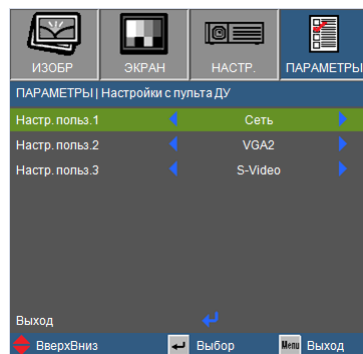 ИЗОБР ЭКРАН НАСТР. ПАРАМЕТРЫ
ПАРАМЕТРЫ | Настройки с пульта ДУ
Настр. польз.1 Сеть
Настр. польз.2 VGA2
Настр. польз.3 S-Video
Выход
ВверхВниз Выбор Menu Выход